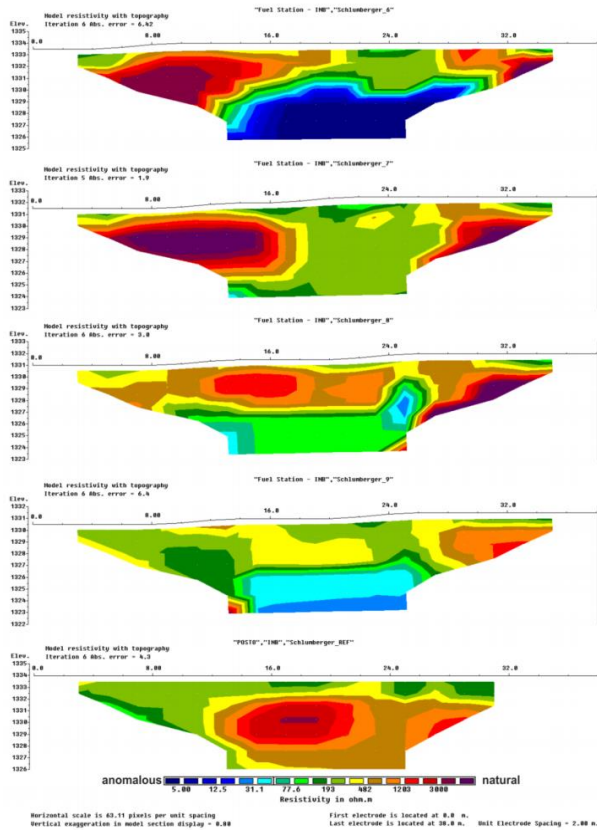 "Fuel Station - INB","Schlumberger_6"
Model resistivity with topography
Elev. Iteration 6 Abs. error = 6.42
1334 0.0 8.00 16.0 24.0 32.0
1333
1332
1331
1330
1329
1328
1327
1326
1325
"Fuel Station - INB","Schlumberger_7"
Model resistivity with topography
Elev. Iteration 5 Abs. error = 1.9
1333 0.0 8.00 16.0 24.0 32.0
1332
1331
1330
1329
1328
1327
1326
1325
1324
1323
"Fuel Station - INB","Schlumberger_8"
Model resistivity with topography
Elev. Iteration 6 Abs. error = 3.0
1333 0.0 8.00 16.0 24.0 32.0
1332
1331
1330
1329
1328
1327
1326
1325
1324
1323
"Fuel Station - INB","Schlumberger_9"
Model resistivity with topography
Elev. Iteration 6 Abs. error = 6.4
1332 0.0 8.00 16.0 24.0 32.0
1331
1330
1329
1328
1327
1326
1325
1324
1323
1322
"POSTO","INB","Schlumberger_REF"
Model resistivity with topography
Elev. Iteration 6 Abs. error = 4.3
1335 0.0 8.00 16.0 24.0 32.0
1334
1333
1332
1331
1330
1329
1328
1327
1326
anomalous natural
5.00 12.5 31.1 77.6 193 482 1203 3000
Resistivity in ohm.m
Horizontal scale is 63.11 pixels per unit spacing
Vertical exaggeration in model section display = 0.80
First electrode is located at 0.0 m.
Last electrode is located at 38.0 m. Unit Electrode Spacing = 2.00 m.